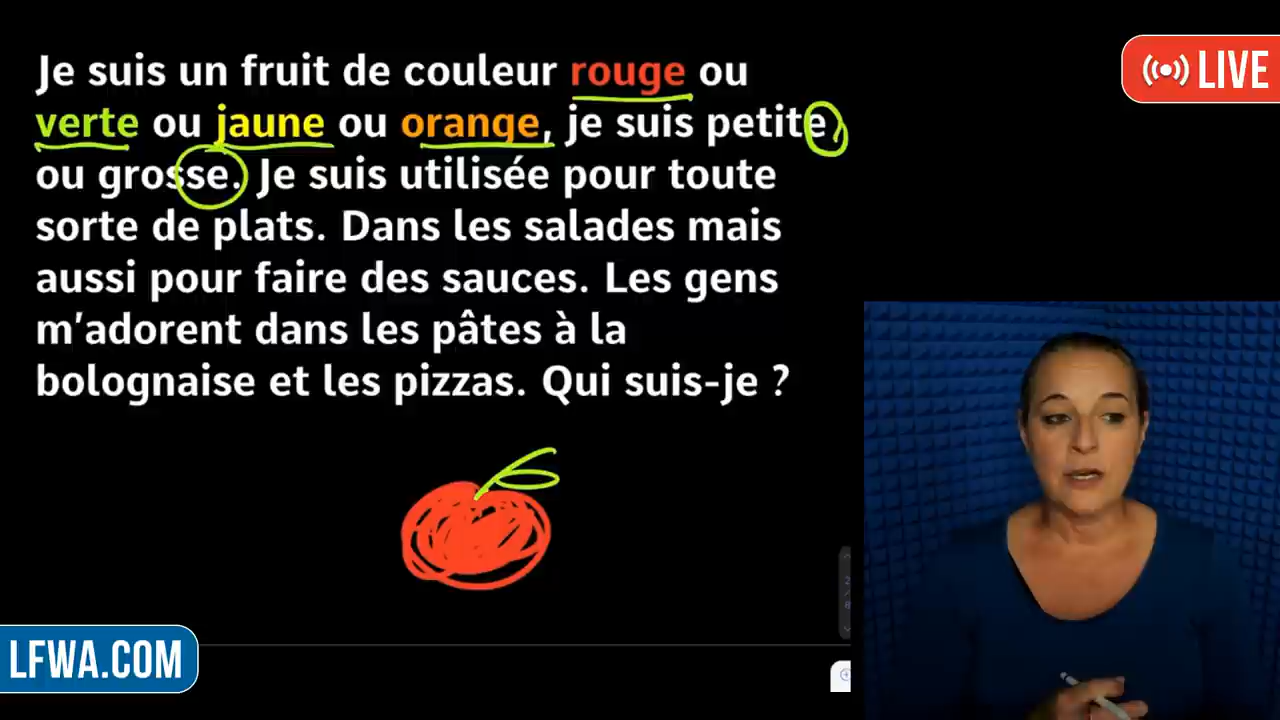 Je suis un fruit de couleur rouge ou
verte ou jaune ou orange, je suis petite
ou grosse. Je suis utilisée pour toute
sorte de plats. Dans les salades mais
aussi pour faire des sauces. Les gens
m’adorent dans les pâtes à la
bolognaise et les pizzas. Qui suis-je ?
LIVE
LFWA.COM